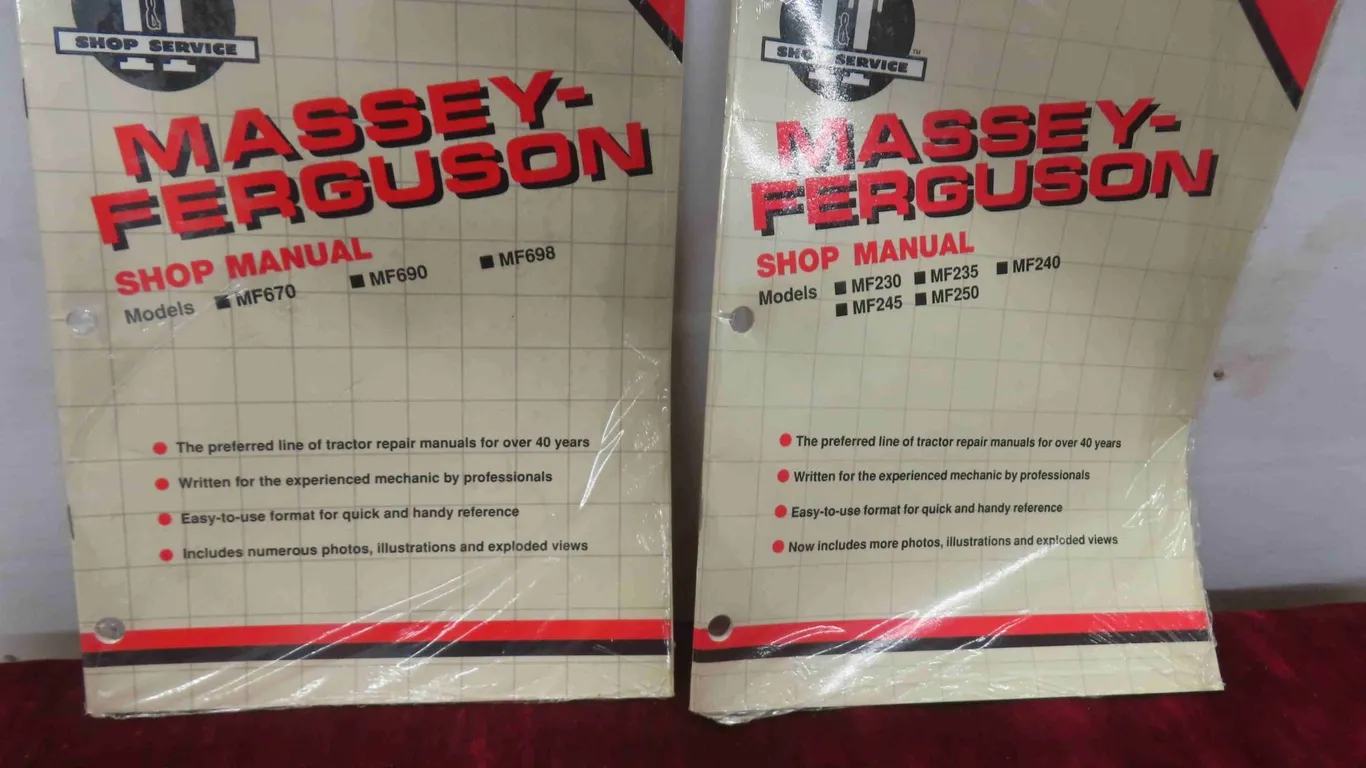 SHOP SERVICE
MASSEY-
FERGUSON
SHOP MANUAL
Models ■ MF670 ■ MF690 ■ MF698
● The preferred line of tractor repair manuals for over 40 years
● Written for the experienced mechanic by professionals
● Easy-to-use format for quick and handy reference
● Includes numerous photos, illustrations and exploded views
SHOP SERVICE™
MASSEY-
FERGUSON
SHOP MANUAL
Models ■ MF230 ■ MF235 ■ MF240
■ MF245 ■ MF250
● The preferred line of tractor repair manuals for over 40 years
● Written for the experienced mechanic by professionals
● Easy-to-use format for quick and handy reference
● Now includes more photos, illustrations and exploded views